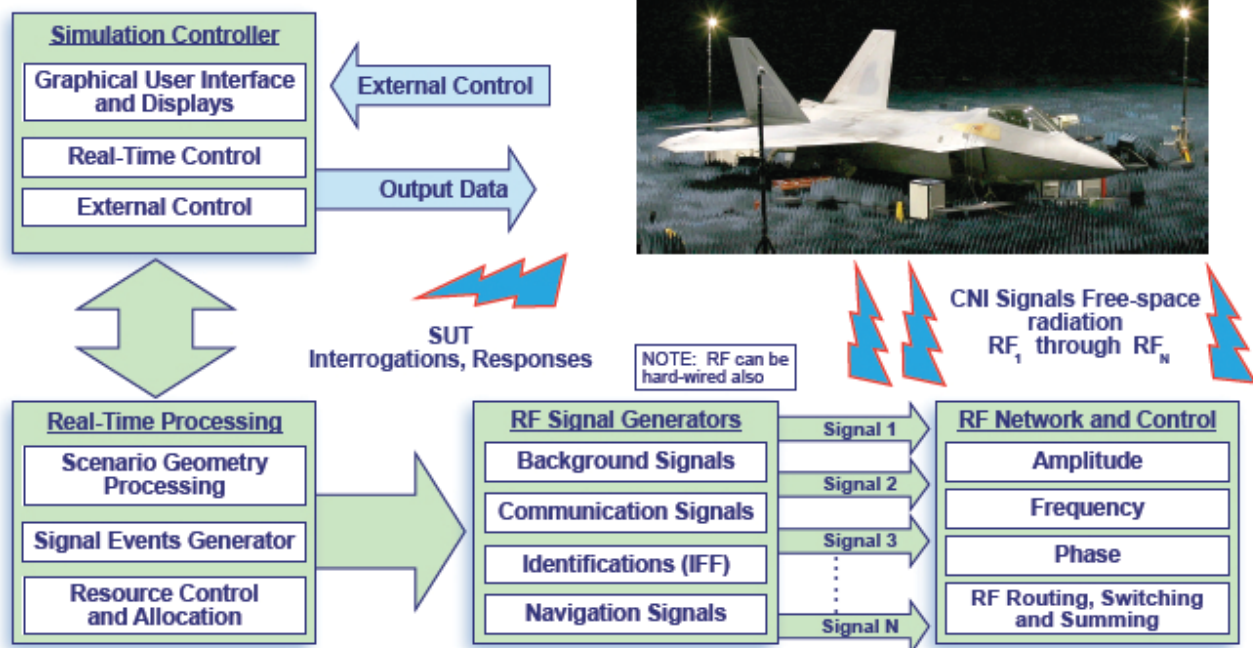 Simulation Controller
Graphical User Interface
and Displays
Real-Time Control
External Control
External Control
Output Data
SUT
Interrogations, Responses
NOTE: RF can be
hard-wired also
CNI Signals Free-space
radiation
RF1 through RFN
Real-Time Processing
Scenario Geometry
Processing
Signal Events Generator
Resource Control
and Allocation
RF Signal Generators
Background Signals
Communication Signals
Identifications (IFF)
Navigation Signals
Signal 1
Signal 2
Signal 3
Signal N
RF Network and Control
Amplitude
Frequency
Phase
RF Routing, Switching
and Summing